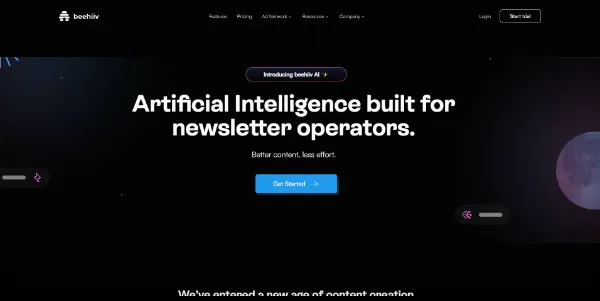 beehiiv
Features Pricing Ad Network Resources Company Login Start trial
Introducing beehiiv AI
Artificial Intelligence built for
newsletter operators.
Better content, less effort.
Get Started
We've entered a new age of content creation